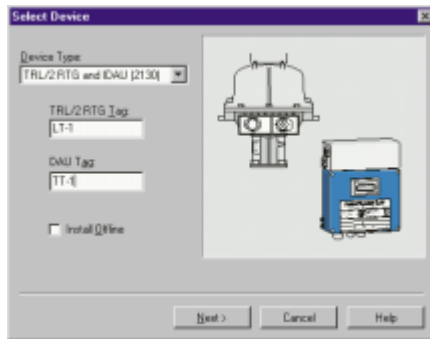 Select Device
Device Type:
TRL/2 RTG and IDAU (2130)
TRL/2 RTG Tag:
LT-1
DAU Tag:
TT-1
Install Offline
Next >
Cancel
Help